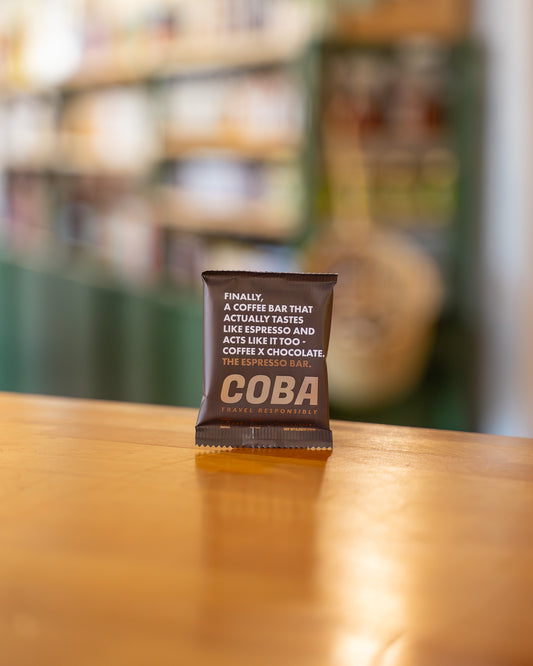 FINALLY,
A COFFEE BAR THAT
ACTUALLY TASTES
LIKE ESPRESSO AND
ACTS LIKE IT TOO -
COFFEE X CHOCOLATE.
THE ESPRESSO BAR.
COBA
TRAVEL RESPONSIBLE